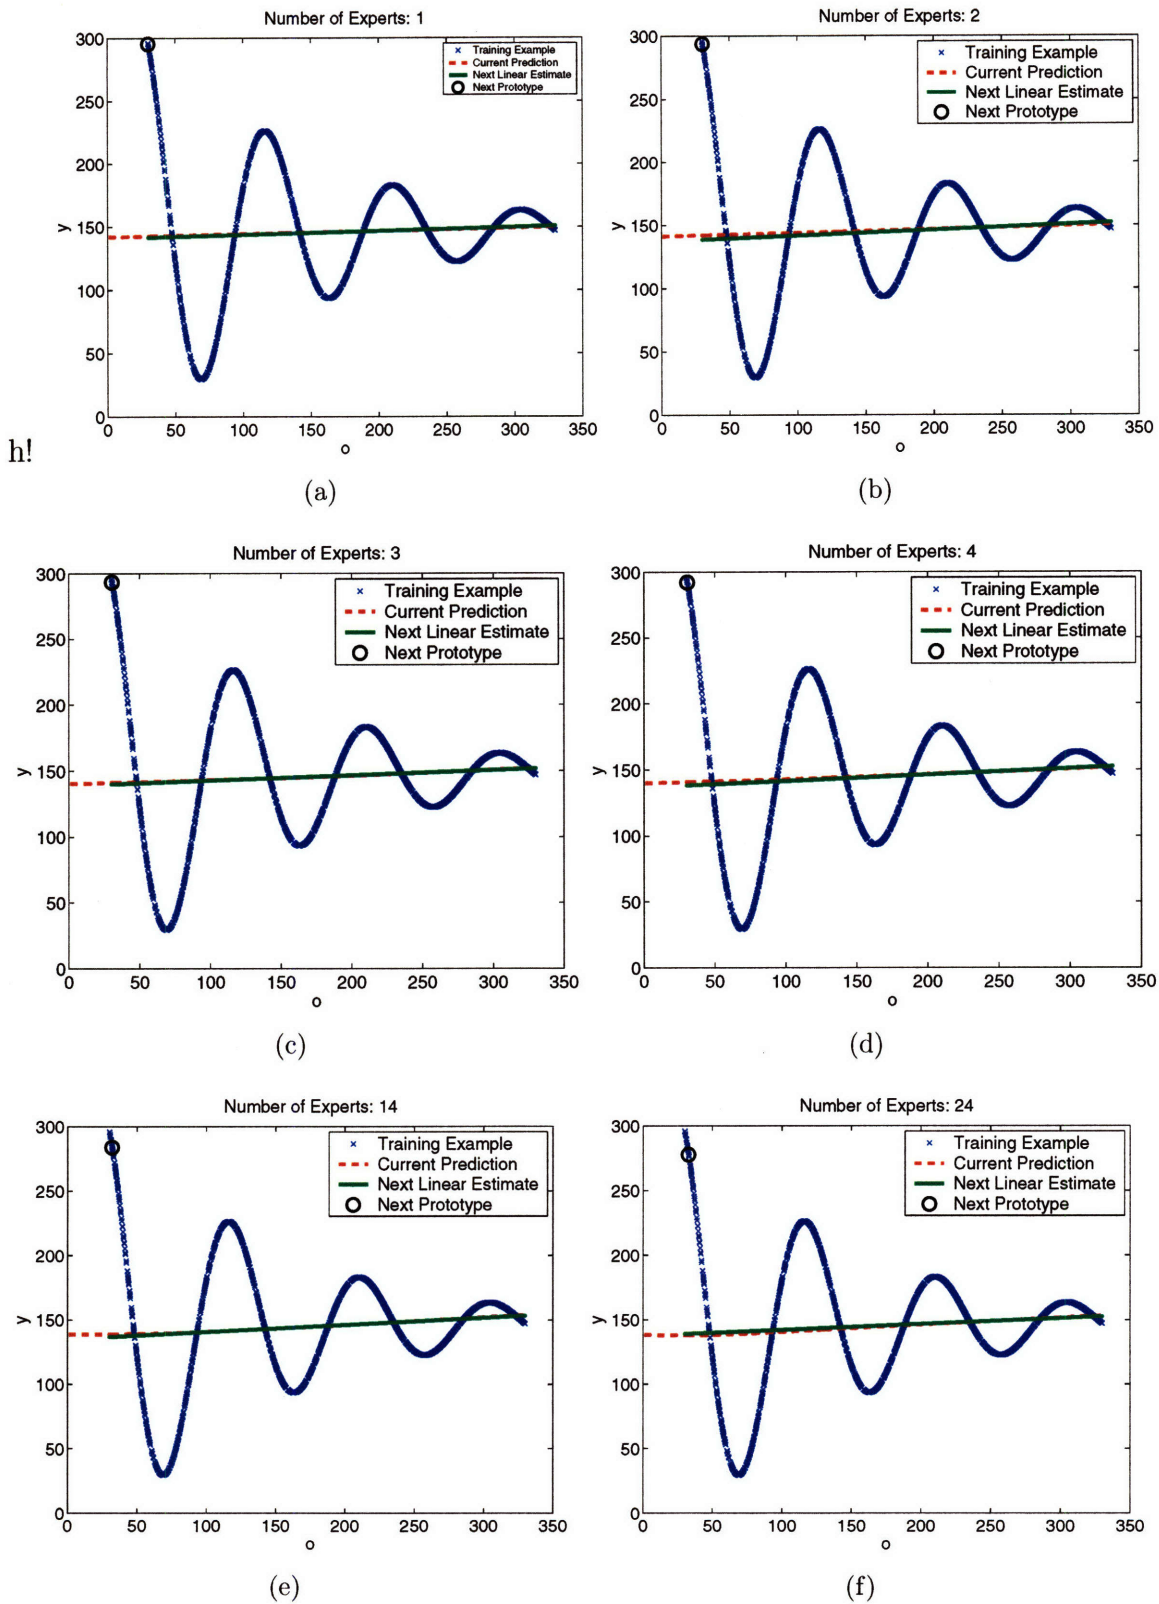 Number of Experts: 1
300
250
200
150
100
50
0
y
0 50 100 150 200 250 300 350
o
Training Example
Current Prediction
Next Linear Estimate
Next Prototype
h!
(a)
Number of Experts: 2
300
250
200
150
100
50
0
y
0 50 100 150 200 250 300 350
o
Training Example
Current Prediction
Next Linear Estimate
Next Prototype
(b)
Number of Experts: 3
300
250
200
150
100
50
0
y
0 50 100 150 200 250 300 350
o
Training Example
Current Prediction
Next Linear Estimate
Next Prototype
(c)
Number of Experts: 4
300
250
200
150
100
50
0
y
0 50 100 150 200 250 300 350
o
Training Example
Current Prediction
Next Linear Estimate
Next Prototype
(d)
Number of Experts: 14
300
250
200
150
100
50
0
y
0 50 100 150 200 250 300 350
o
Training Example
Current Prediction
Next Linear Estimate
Next Prototype
(e)
Number of Experts: 24
300
250
200
150
100
50
0
y
0 50 100 150 200 250 300 350
o
Training Example
Current Prediction
Next Linear Estimate
Next Prototype
(f)